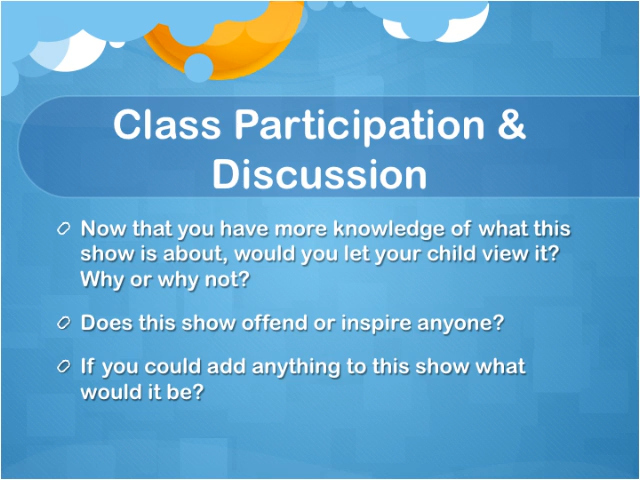 Class Participation &
Discussion
Now that you have more knowledge of what this
show is about, would you let your child view it?
Why or why not?
Does this show offend or inspire anyone?
If you could add anything to this show what
would it be?